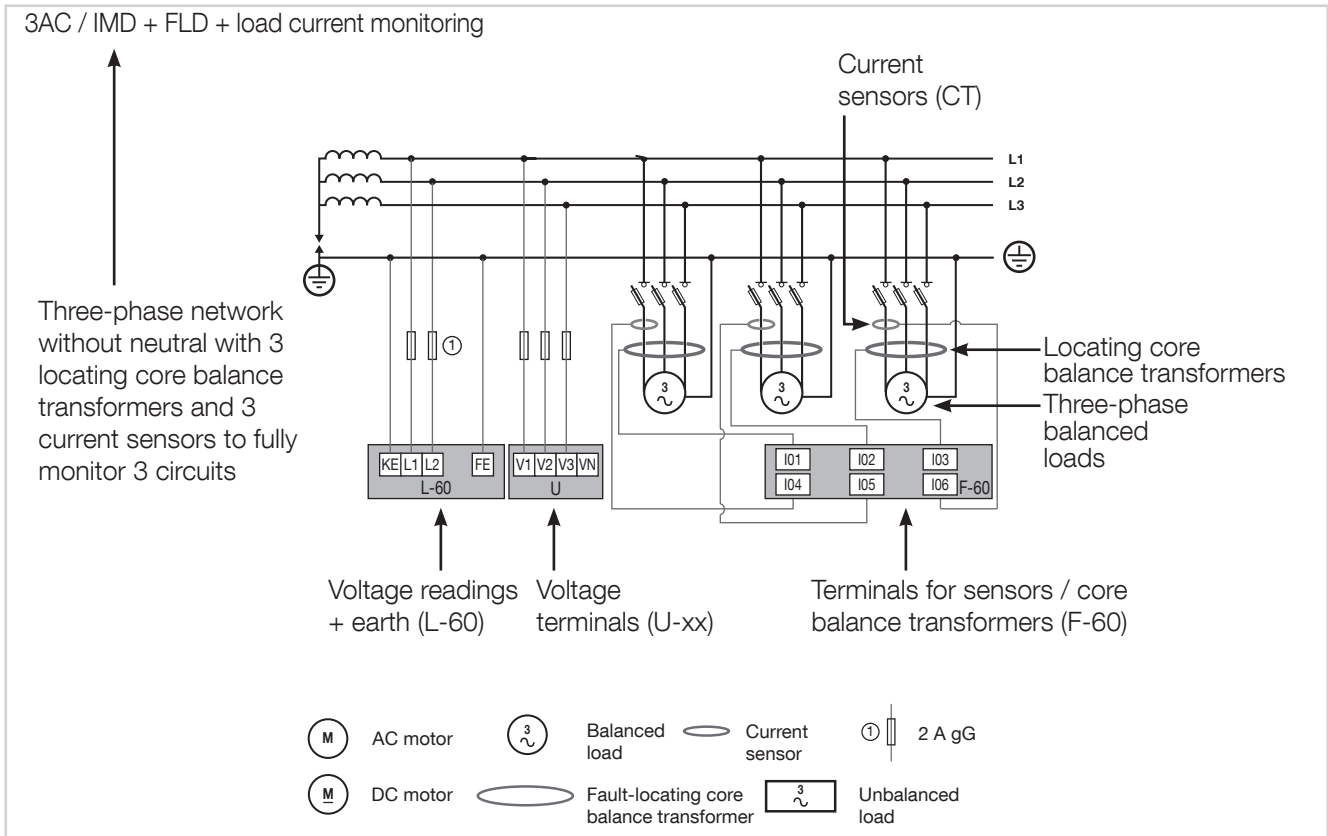 3AC / IMD + FLD + load current monitoring
Current
sensors (CT)
L1
L2
L3
Three-phase network
without neutral with 3
locating core balance
transformers and 3
current sensors to fully
monitor 3 circuits
①
3
3
3
Locating core
balance transformers
Three-phase
balanced
loads
KE L1 L2 FE
L-60
V1 V2 V3 VN
U
I01 I02 I03
I04 I05 I06 F-60
Voltage readings
+ earth (L-60)
Voltage
terminals (U-xx)
Terminals for sensors / core
balance transformers (F-60)
M AC motor
3 Balanced
load
Current
sensor
① 2 A gG
M DC motor
Fault-locating core
balance transformer
3 Unbalanced
load